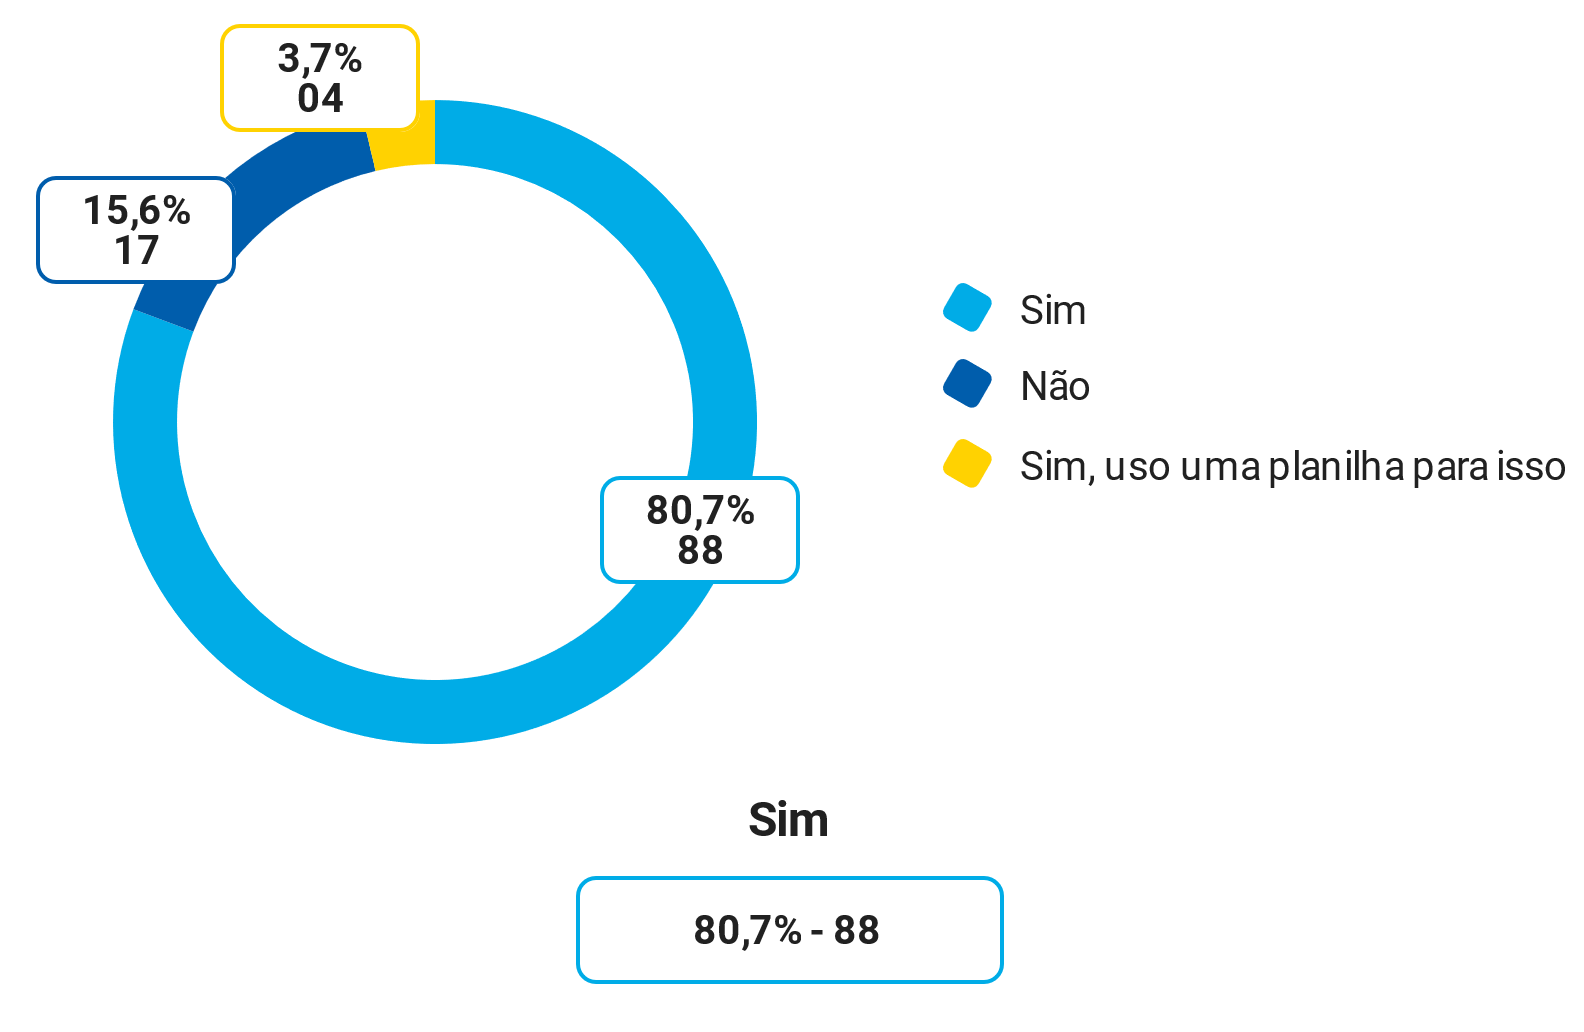 3,7%
04
15,6%
17
80,7%
88
Sim
Não
Sim, uso uma planilha para isso
Sim
80,7% - 88